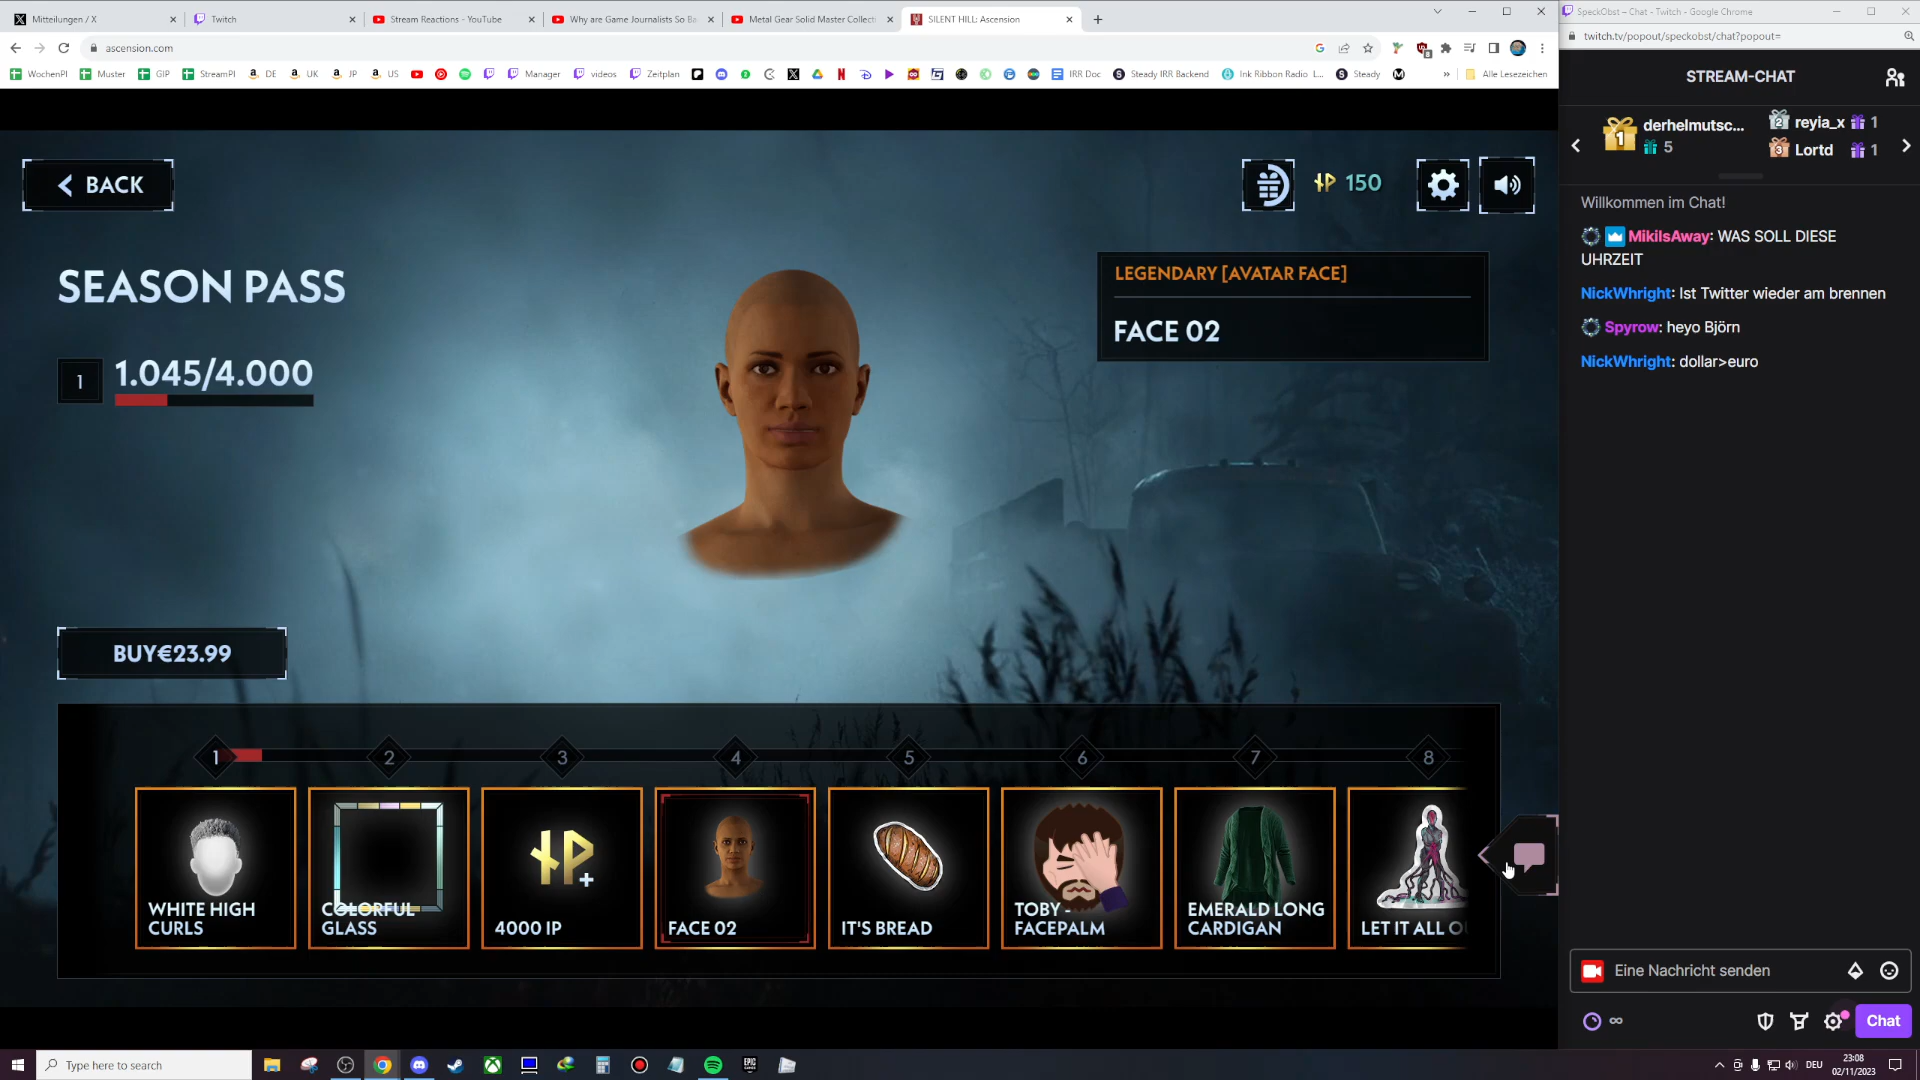 Mitteilungen / X
Twitch
Stream Reactions - YouTube
Why are Game Journalists So Ba
Metal Gear Solid Master Collecti
SILENT HILL: Ascension
SpeckObst – Chat - Twitch - Google Chrome
ascension.com
twitch.tv/popout/speckobst/chat?popout=
WochenPl
Muster
GIP
StreamPl
DE
UK
JP
US
Manager
videos
Zeitplan
IRR Doc
Steady IRR Backend
Ink Ribbon Radio L...
Steady
Alle Lesezeichen
STREAM-CHAT
1
derhelmutsc...
5
2
reyia_x
1
3
Lortd
1
Willkommen im Chat!
MikiIsAway: WAS SOLL DIESE
UHRZEIT
NickWhright: Ist Twitter wieder am brennen
Spyrow: heyo Björn
NickWhright: dollar>euro
BACK
150
SEASON PASS
1
1.045/4.000
LEGENDARY [AVATAR FACE]
FACE 02
BUY€23.99
1
2
3
4
5
6
7
8
WHITE HIGH
CURLS
COLORFUL
GLASS
4000 IP
FACE 02
IT'S BREAD
TOBY -
FACEPALM
EMERALD LONG
CARDIGAN
LET IT ALL O
Eine Nachricht senden
∞
Chat
Type here to search
DEU
23:08
02/11/2023